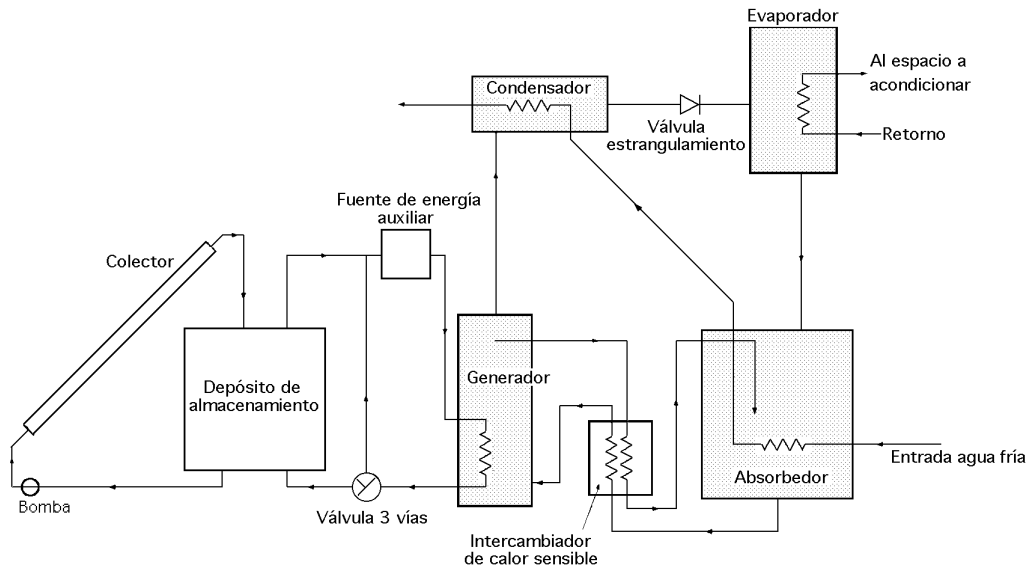 Evaporador
Al espacio a
acondicionar
Retorno
Condensador
Válvula
estrangulamiento
Fuente de energía
auxiliar
Colector
Depósito de
almacenamiento
Generador
Absorbedor
Entrada agua fría
Bomba
Válvula 3 vías
Intercambiador
de calor sensible